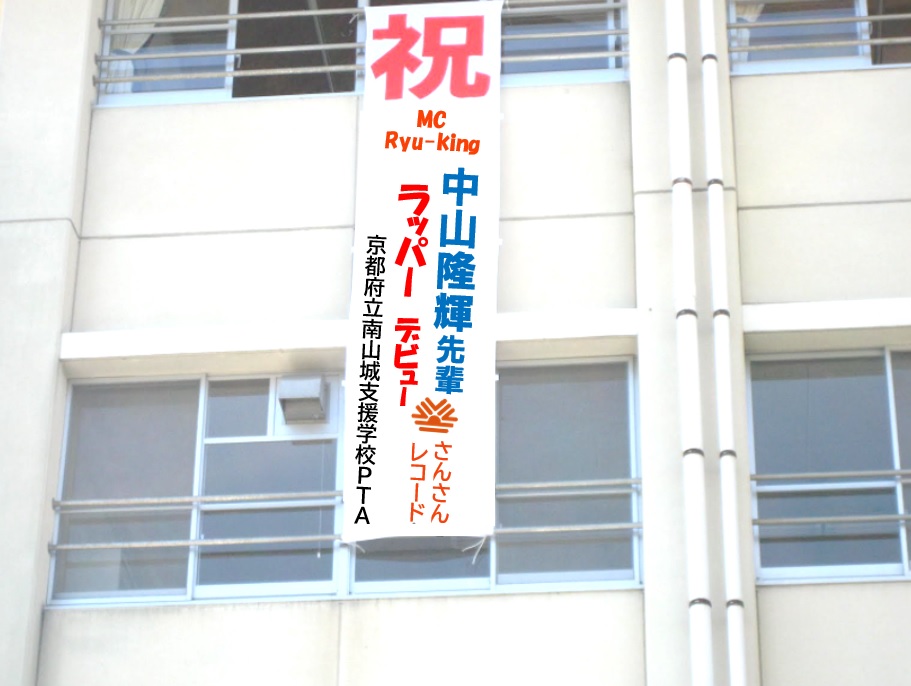 祝
MC
Ryu-King
中山隆輝先輩
ラッパー デビュー
さんさん
レコード
京都府立南山城支援学校PTA